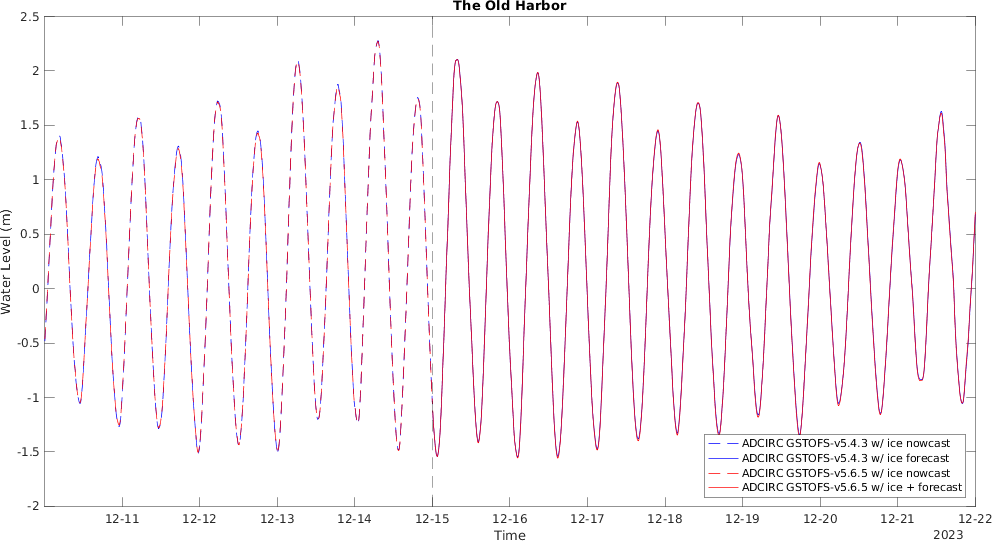 The Old Harbor
2.5
2
1.5
1
0.5
0
-0.5
-1
-1.5
-2
Water Level (m)
12-11 12-12 12-13 12-14 12-15 12-16 12-17 12-18 12-19 12-20 12-21 12-22
Time
2023
ADCIRC GSTOFS-v5.4.3 w/ ice nowcast
ADCIRC GSTOFS-v5.4.3 w/ ice forecast
ADCIRC GSTOFS-v5.6.5 w/ ice nowcast
ADCIRC GSTOFS-v5.6.5 w/ ice + forecast